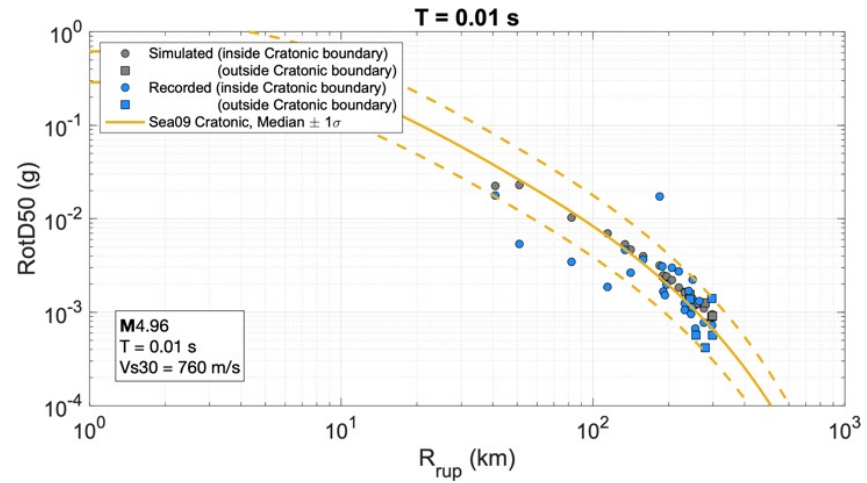 T = 0.01 s
Simulated (inside Cratonic boundary)
(outside Cratonic boundary)
Recorded (inside Cratonic boundary)
(outside Cratonic boundary)
Sea09 Cratonic, Median ± 1σ
M4.96
T = 0.01 s
Vs30 = 760 m/s
RotD50 (g)
10^0
10^-1
10^-2
10^-3
10^-4
10^0 10^1 10^2 10^3
R_rup (km)